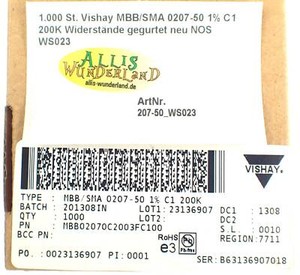 1.000 St. Vishay MBB/SMA 0207-50 1% C1
200K Widerstände gegurtet neu NOS
WS023
ALLIS
WUNDERLAND
allis-wunderland.de
ArtNr.
207-50_WS023
VISHAY.
TYPE : MBB/SMA 0207-50 1% C1 200K
BATCH : 201308IN LOT1: 23136907 DC1 : 1308
QTY : 1000 LOT2: DC2 :
PN : MBB02070C2003FC100 S.L. : 0010
BCC PN: RoHS REGION: 7711
e3
PO.: 0023136907 PI: 0001 SER: B63136907018